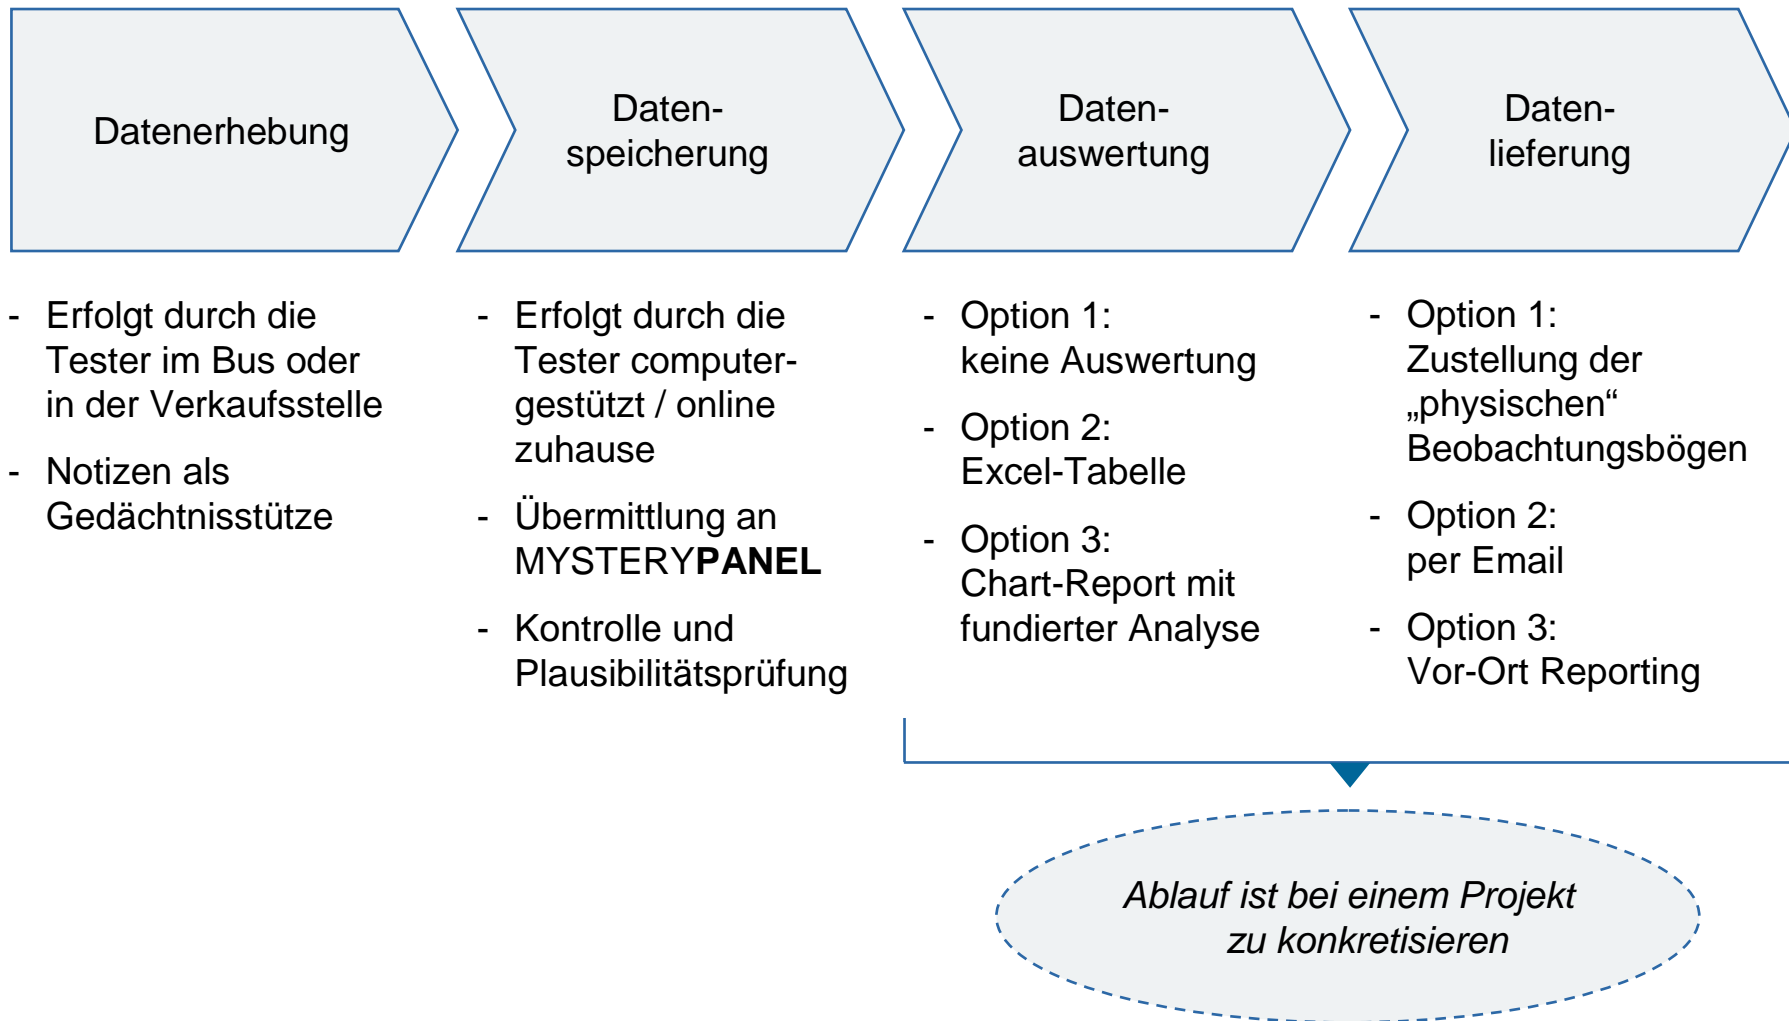 Datenerhebung
Daten-
speicherung
Daten-
auswertung
Daten-
lieferung
- Erfolgt durch die
Tester im Bus oder
in der Verkaufsstelle
- Notizen als
Gedächtnisstütze
- Erfolgt durch die
Tester computer-
gestützt / online
zuhause
- Übermittlung an
MYSTERYPANEL
- Kontrolle und
Plausibilitätsprüfung
- Option 1:
keine Auswertung
- Option 2:
Excel-Tabelle
- Option 3:
Chart-Report mit
fundierter Analyse
- Option 1:
Zustellung der
„physischen“
Beobachtungsbögen
- Option 2:
per Email
- Option 3:
Vor-Ort Reporting
Ablauf ist bei einem Projekt
zu konkretisieren